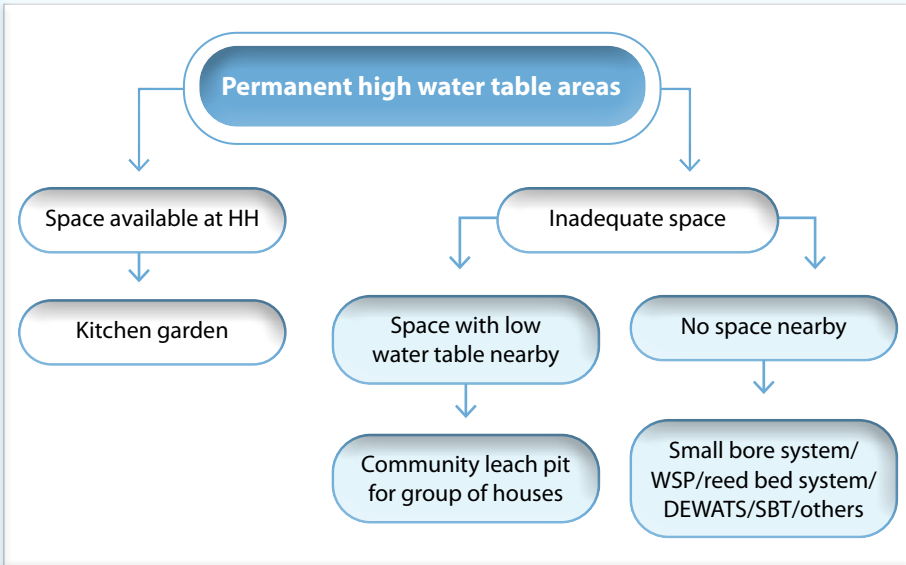 Permanent high water table areas
Space available at HH
Inadequate space
Kitchen garden
Space with low
water table nearby
No space nearby
Community leach pit
for group of houses
Small bore system/
WSP/reed bed system/
DEWATS/SBT/others